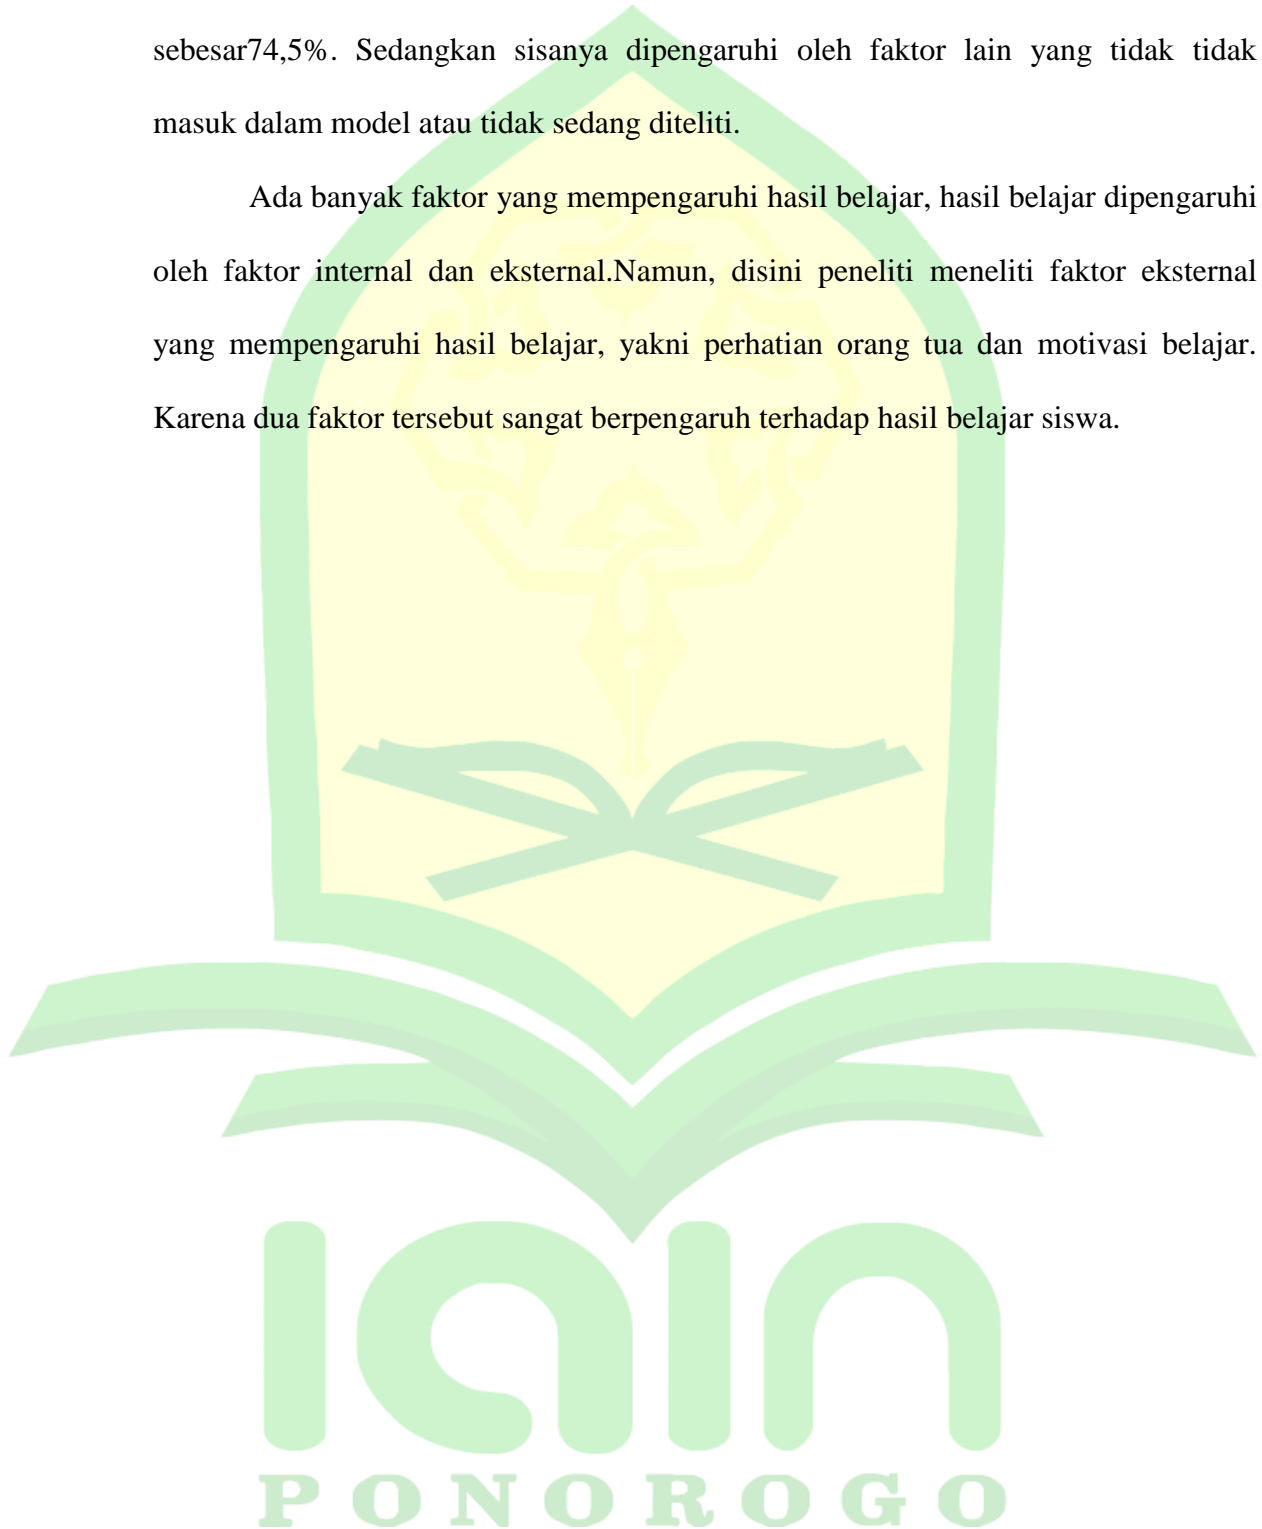 sebesar74,5%. Sedangkan sisanya dipengaruhi oleh faktor lain yang tidak tidak
masuk dalam model atau tidak sedang diteliti.
Ada banyak faktor yang mempengaruhi hasil belajar, hasil belajar dipengaruhi
oleh faktor internal dan eksternal.Namun, disini peneliti meneliti faktor eksternal
yang mempengaruhi hasil belajar, yakni perhatian orang tua dan motivasi belajar.
Karena dua faktor tersebut sangat berpengaruh terhadap hasil belajar siswa.
IAIN
PONOROGO